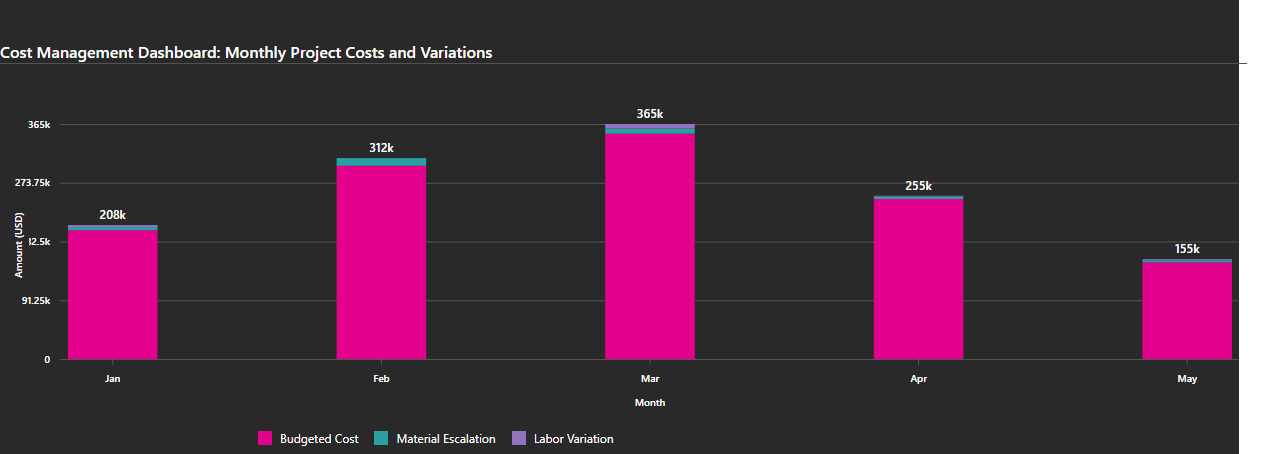 Cost Management Dashboard: Monthly Project Costs and Variations
365k
365k
312k
273.75k
255k
208k
Amount (USD)
155k
91.25k
0
Jan Feb Mar Apr May
Month
Budgeted Cost Material Escalation Labor Variation